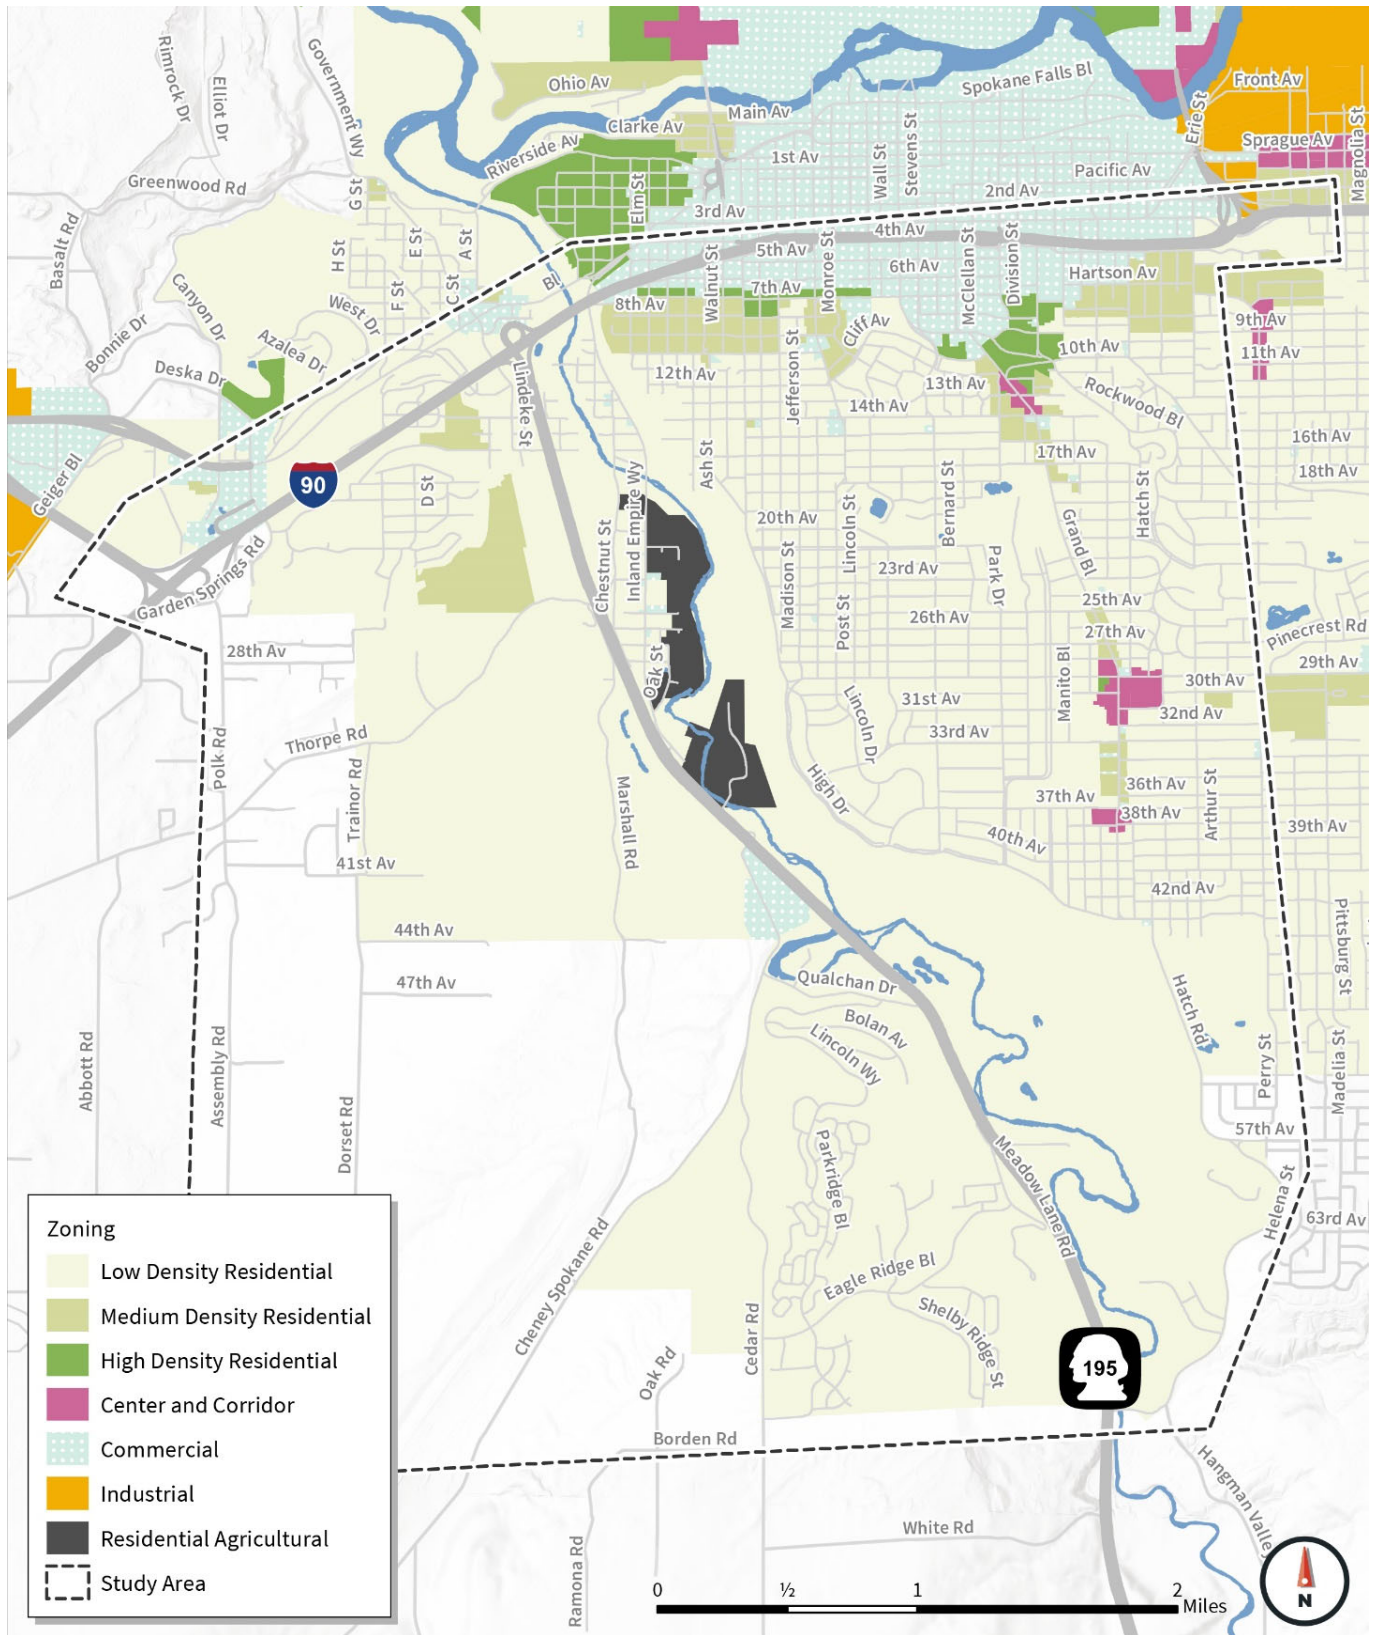 Rimrock Dr
Elliot Dr
Government Wy
Ohio Av
Main Av
Clarke Av
Riverside Av
Spokane Falls Bl
Front Av
Erie St
Sprague Av
Magnolia St
1st Av
Wall St
Stevens St
Pacific Av
2nd Av
Greenwood Rd
G St
Elm St
3rd Av
Basalt Rd
H St
E St
A St
4th Av
5th Av
6th Av
Walnut St
Monroe St
McClellan St
Division St
Hartson Av
Canyon Dr
F St
C St
Bl
7th Av
8th Av
West Dr
Cliff Av
9th Av
Bonnie Dr
Azalea Dr
Deska Dr
Lindeke St
12th Av
Jefferson St
10th Av
11th Av
13th Av
14th Av
Rockwood Bl
16th Av
17th Av
18th Av
Geiger Bl
90
D St
Inland Empire Wy
Ash St
Bernard St
Hatch St
Chestnut St
20th Av
Lincoln St
Grand Bl
Garden Springs Rd
Madison St
23rd Av
Park Dr
25th Av
Post St
26th Av
27th Av
Pinecrest Rd
28th Av
Oak St
Manito Bl
29th Av
30th Av
31st Av
32nd Av
33rd Av
Lincoln Dr
Thorpe Rd
Polk Rd
Trainor Rd
Marshall Rd
High Dr
36th Av
37th Av
38th Av
Arthur St
39th Av
40th Av
41st Av
42nd Av
44th Av
47th Av
Pittsburg St
Qualchan Dr
Bolan Av
Lincoln Wy
Hatch Rd
Abbott Rd
Assembly Rd
Dorset Rd
Perry St
Madelia St
57th Av
Parkridge Bl
Meadow Lane Rd
Helena St
63rd Av
Cheney Spokane Rd
Eagle Ridge Bl
Shelby Ridge St
Cedar Rd
Oak Rd
195
Borden Rd
Hangman Valley
White Rd
Ramona Rd
Zoning
Low Density Residential
Medium Density Residential
High Density Residential
Center and Corridor
Commercial
Industrial
Residential Agricultural
Study Area
0 ½ 1 2
Miles
N